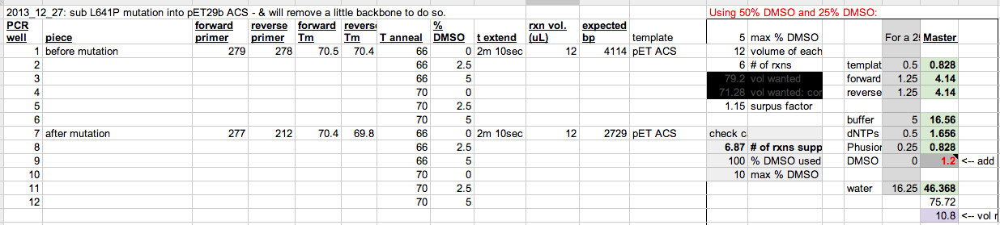 2013_12_27: sub L641P mutation into pET29b ACS - & will remove a little backbone to do so. Using 50% DMSO and 25% DMSO:
PCR well piece forward primer reverse primer forward Tm revers Tm T anneal % DMSO t extend rxn vol. (uL) expected bp template 5 max % DMSO For a 2 Master
1 before mutation 279 278 70.5 70.4 66 0 2m 10sec 12 4114 pET ACS 12 volume of each
2 66 2.5 6 # of rxns templat 0.5 0.828
3 66 5 79.2 vol wanted forward 1.25 4.14
4 70 0 71.28 vol wanted: cor reverse 1.25 4.14
5 70 2.5 1.15 surpus factor
6 70 5 buffer 5 16.56
7 after mutation 277 212 70.4 69.8 66 0 2m 10sec 12 2729 pET ACS check c dNTPs 0.5 1.656
8 66 2.5 6.87 # of rxns supp Phusior 0.25 0.828
9 66 5 100 % DMSO used DMSO 0 1.2 <-- add
10 70 0 10 max % DMSO
11 70 2.5 water 16.25 46.368
12 70 5 75.72
10.8 <-- vol r